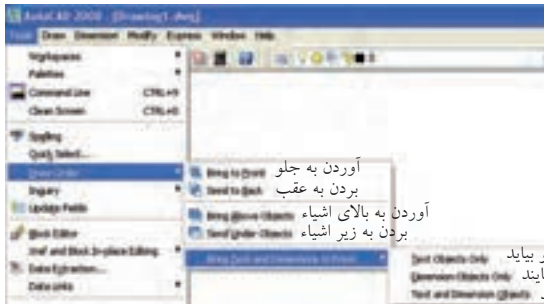 AutoCAD 2008 - [Drawing1.dwg]
Tools Draw Dimension Modify Express Window Help
Workspaces
Palettes
Command Line CTRL+9
Clean Screen CTRL+0
Spelling
Quick Select...
Draw Order
Bring to Front آوردن به جلو
Send to Back بردن به عقب
Inquiry
Update Fields
Bring Above Objects آوردن به بالای اشیاء
Send Under Objects بردن به زیر اشیاء
Block Editor
Xref and Block In-place Editing
Bring Text and Dimensions to Front
Data Extraction...
Data Links
Text Objects Only بیاید
Dimension Objects Only
Text and Dimension Objects